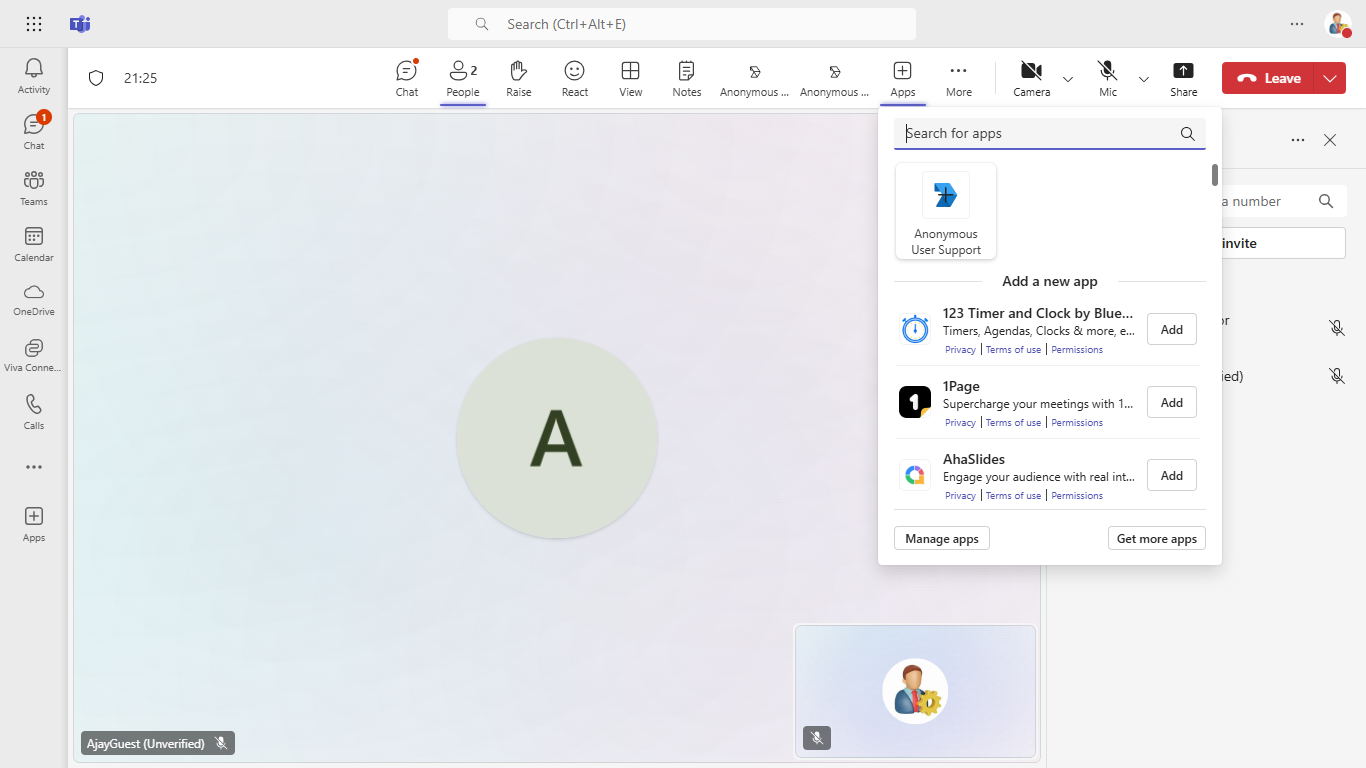 Search (Ctrl+Alt+E)
Activity
1
Chat
Teams
Calendar
OneDrive
Viva Conne...
Calls
Apps
21:25
Chat
2
People
Raise
React
View
Notes
Anonymous ...
Anonymous ...
Apps
More
Camera
Mic
Share
Leave
Search for apps
Anonymous
User Support
Add a new app
123 Timer and Clock by Blue...
Timers, Agendas, Clocks & more, e...
Privacy | Terms of use | Permissions
Add
1Page
Supercharge your meetings with 1...
Privacy | Terms of use | Permissions
Add
AhaSlides
Engage your audience with real int...
Privacy | Terms of use | Permissions
Add
Manage apps
Get more apps
a number
invite
or
ied)
A
AjayGuest (Unverified)